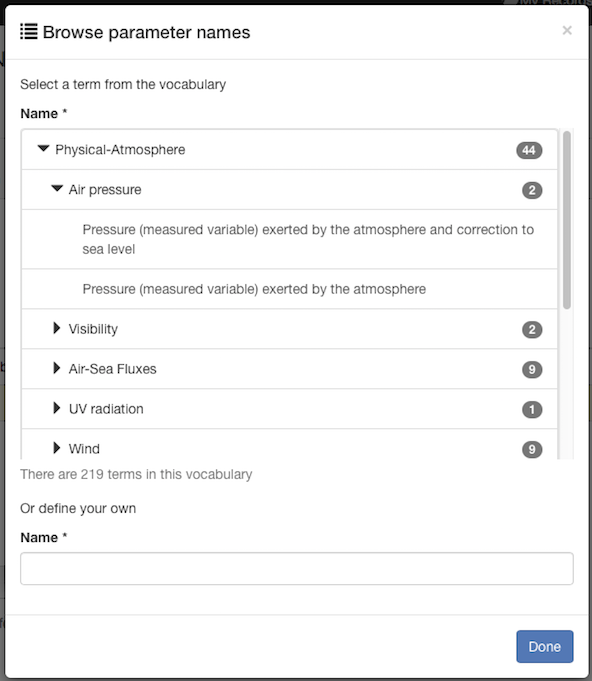 My Records
Browse parameter names
×
Select a term from the vocabulary
Name *
Physical-Atmosphere 44
Air pressure 2
Pressure (measured variable) exerted by the atmosphere and correction to
sea level
Pressure (measured variable) exerted by the atmosphere
Visibility 2
Air-Sea Fluxes 9
UV radiation 1
Wind 9
There are 219 terms in this vocabulary
Or define your own
Name *
Done